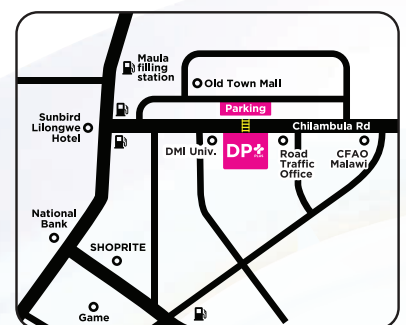 Maula
filling
station
Old Town Mall
Parking
Sunbird
Lilongwe
Hotel
Chilambula Rd
DMI Univ.
DP
Road
Traffic
Office
CFAO
Malawi
National
Bank
SHOPRITE
Game